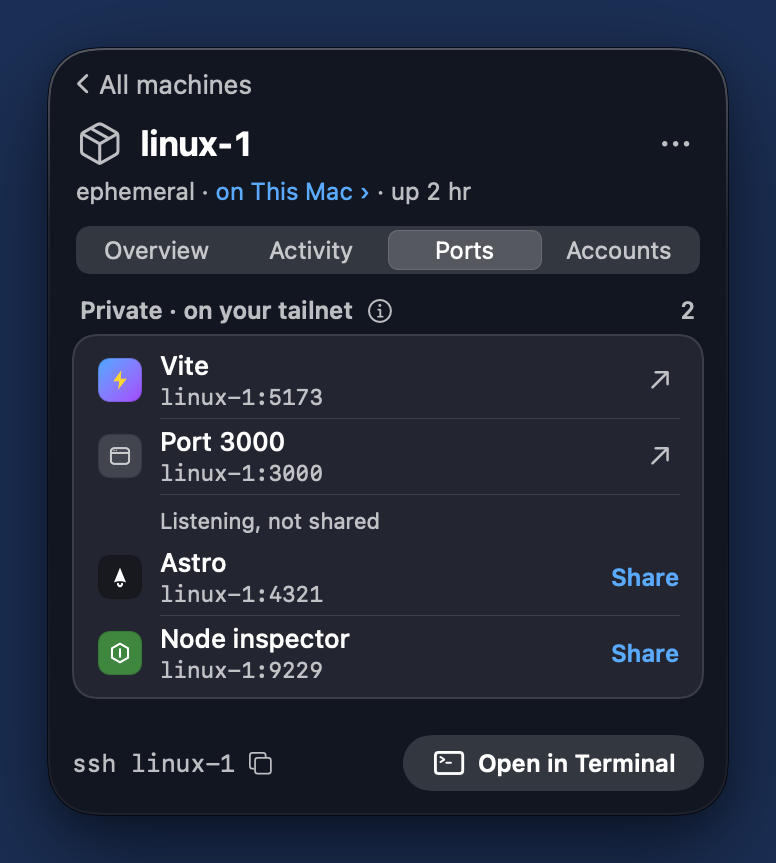 All machines
linux-1
ephemeral · on This Mac › · up 2 hr
Overview Activity Ports Accounts
Private · on your tailnet 2
Vite
linux-1:5173
Port 3000
linux-1:3000
Listening, not shared
Astro
linux-1:4321
Share
Node inspector
linux-1:9229
Share
ssh linux-1
Open in Terminal